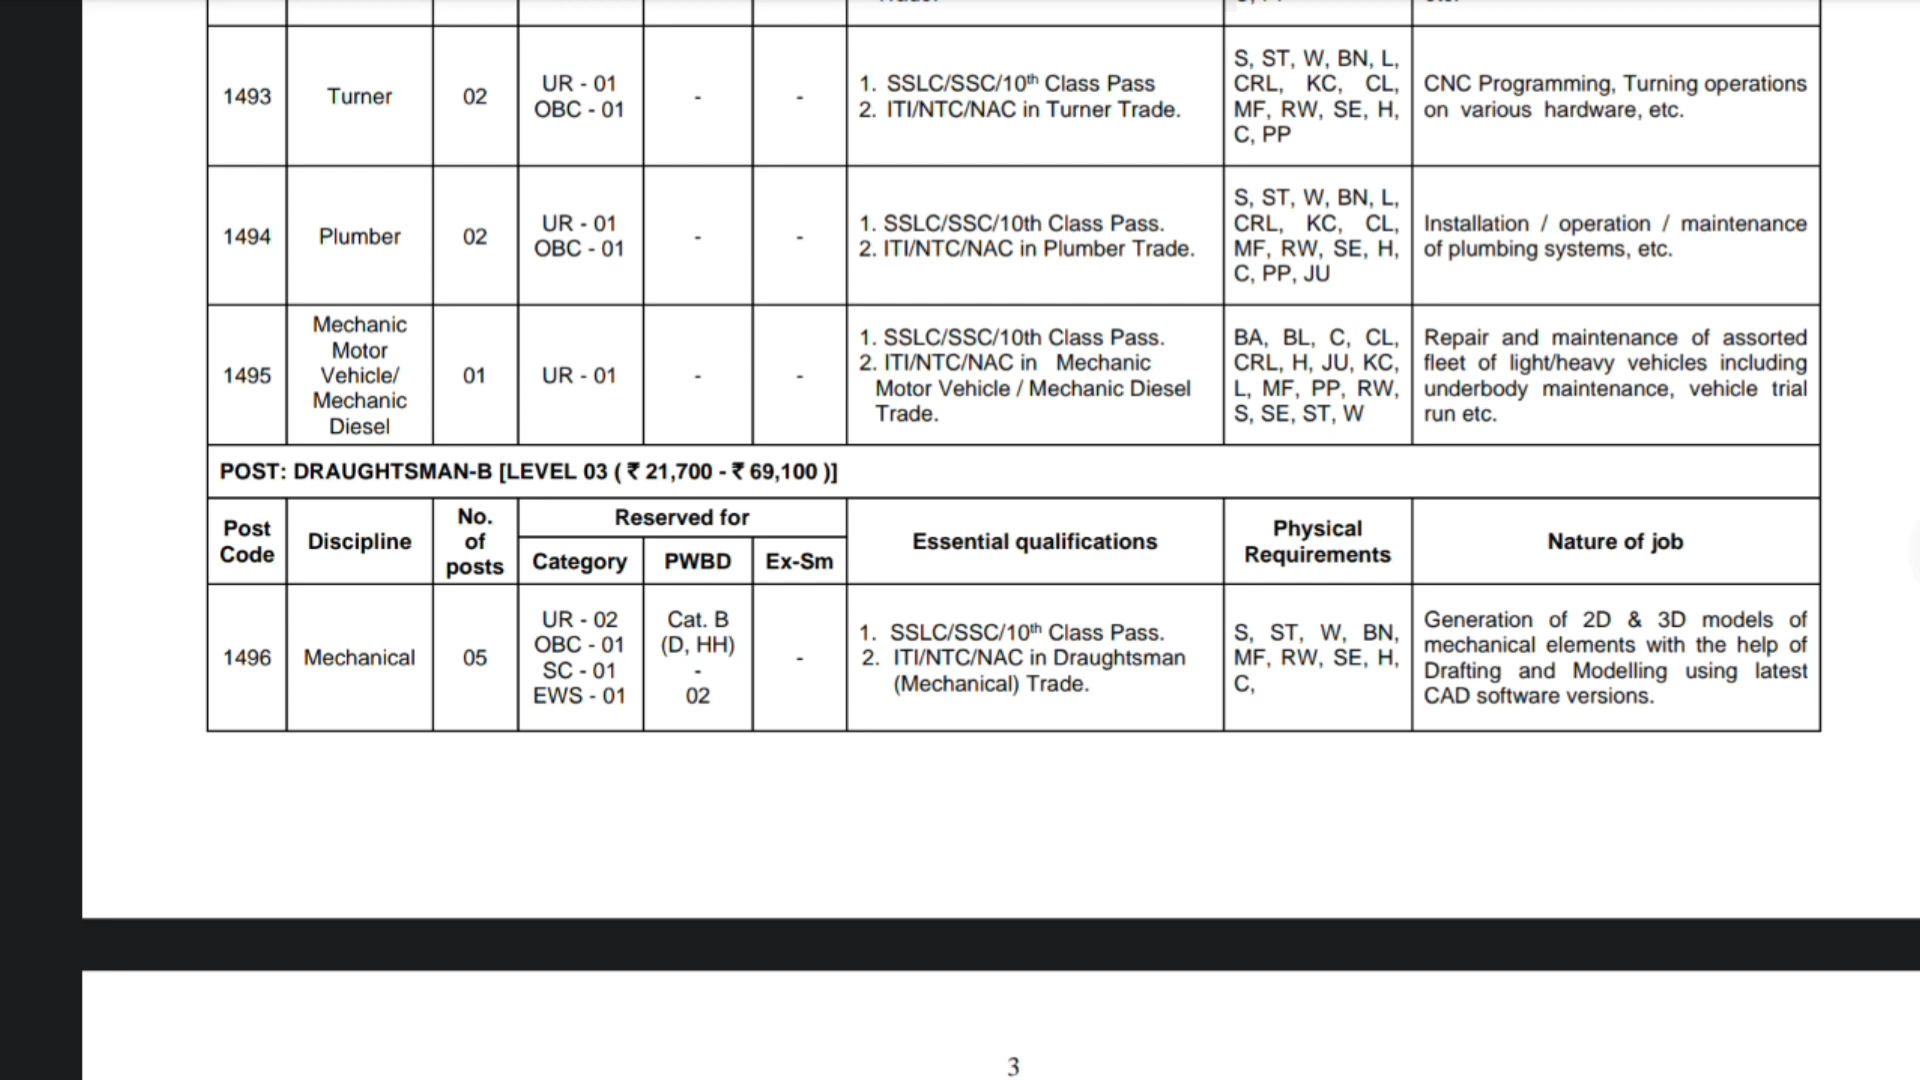 1493
Turner
02
UR - 01
OBC - 01
-
-
1. SSLC/SSC/10th Class Pass
2. ITI/NTC/NAC in Turner Trade.
S, ST, W, BN, L,
CRL, KC, CL,
MF, RW, SE, H,
C, PP
CNC Programming, Turning operations
on various hardware, etc.
1494
Plumber
02
UR - 01
OBC - 01
-
-
1. SSLC/SSC/10th Class Pass.
2. ITI/NTC/NAC in Plumber Trade.
S, ST, W, BN, L,
CRL, KC, CL,
MF, RW, SE, H,
C, PP, JU
Installation / operation / maintenance
of plumbing systems, etc.
1495
Mechanic
Motor
Vehicle/
Mechanic
Diesel
01
UR - 01
-
-
1. SSLC/SSC/10th Class Pass.
2. ITI/NTC/NAC in Mechanic
Motor Vehicle / Mechanic Diesel
Trade.
BA, BL, C, CL,
CRL, H, JU, KC,
L, MF, PP, RW,
S, SE, ST, W
Repair and maintenance of assorted
fleet of light/heavy vehicles including
underbody maintenance, vehicle trial
run etc.
POST: DRAUGHTSMAN-B [LEVEL 03 ( ₹ 21,700 - ₹ 69,100 )]
Post
Code
Discipline
No.
of
posts
Reserved for
Category
PWBD
Ex-Sm
Essential qualifications
Physical
Requirements
Nature of job
1496
Mechanical
05
UR - 02
OBC - 01
SC - 01
EWS - 01
Cat. B
(D, HH)
-
02
-
1. SSLC/SSC/10th Class Pass.
2. ITI/NTC/NAC in Draughtsman
(Mechanical) Trade.
S, ST, W, BN,
MF, RW, SE, H,
C,
Generation of 2D & 3D models of
mechanical elements with the help of
Drafting and Modelling using latest
CAD software versions.
3